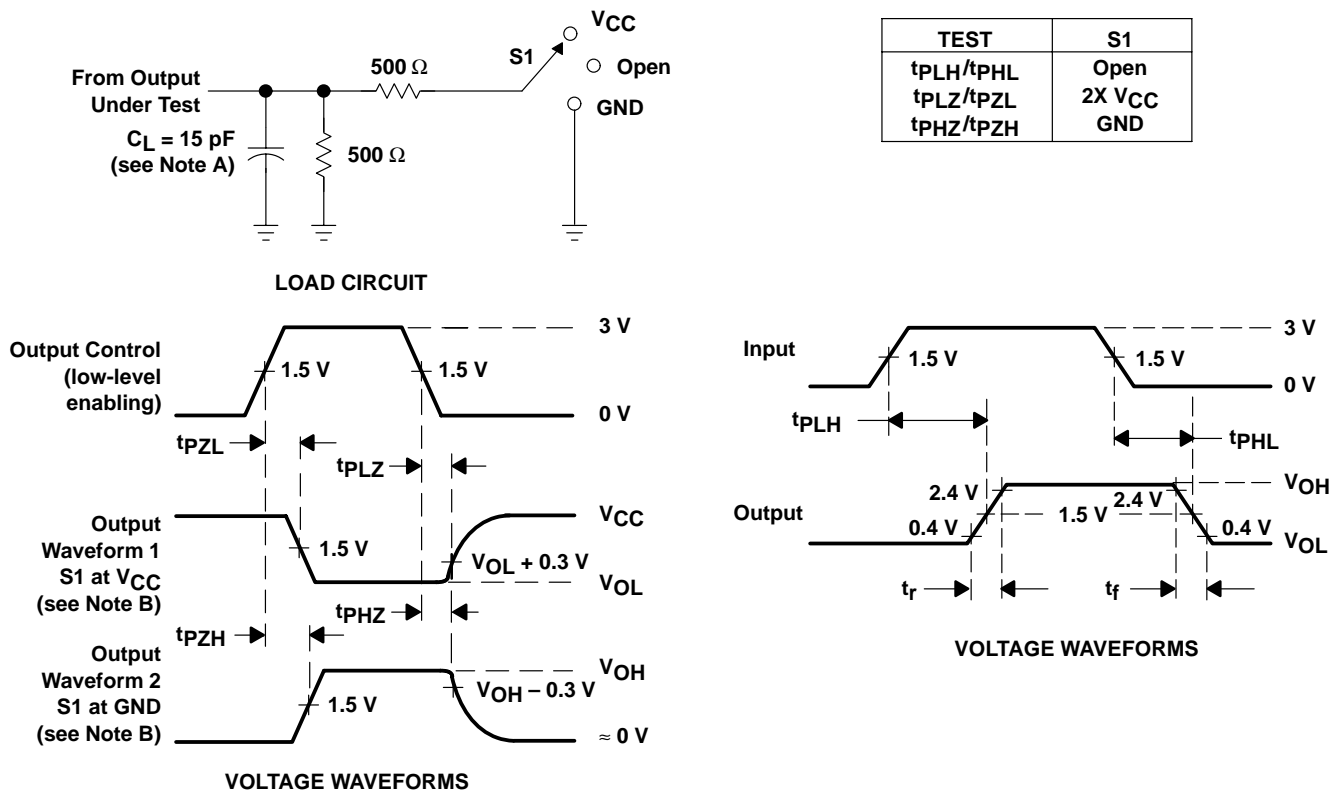 VCC
S1
500 Ω
Open
From Output
Under Test
GND
CL = 15 pF
(see Note A)
500 Ω
LOAD CIRCUIT
TEST S1
tPLH/tPHL Open
tPLZ/tPZL 2X VCC
tPHZ/tPZH GND
Output Control
(low-level
enabling)
3 V
1.5 V
1.5 V
0 V
tPZL
tPLZ
Output
Waveform 1
S1 at VCC
(see Note B)
VCC
1.5 V
VOL + 0.3 V
VOL
tPHZ
tPZH
Output
Waveform 2
S1 at GND
(see Note B)
VOH
VOH – 0.3 V
1.5 V
≈ 0 V
VOLTAGE WAVEFORMS
Input
3 V
1.5 V
1.5 V
0 V
tPLH
tPHL
Output
VOH
2.4 V
2.4 V
1.5 V
0.4 V
0.4 V
VOL
tr
tf
VOLTAGE WAVEFORMS